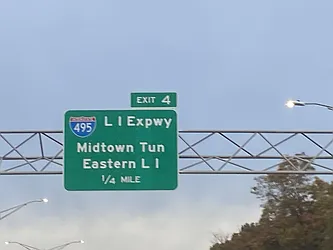 EXIT 4
INTERSTATE
495 L I Expwy
Midtown Tun
Eastern L I
1/4 MILE